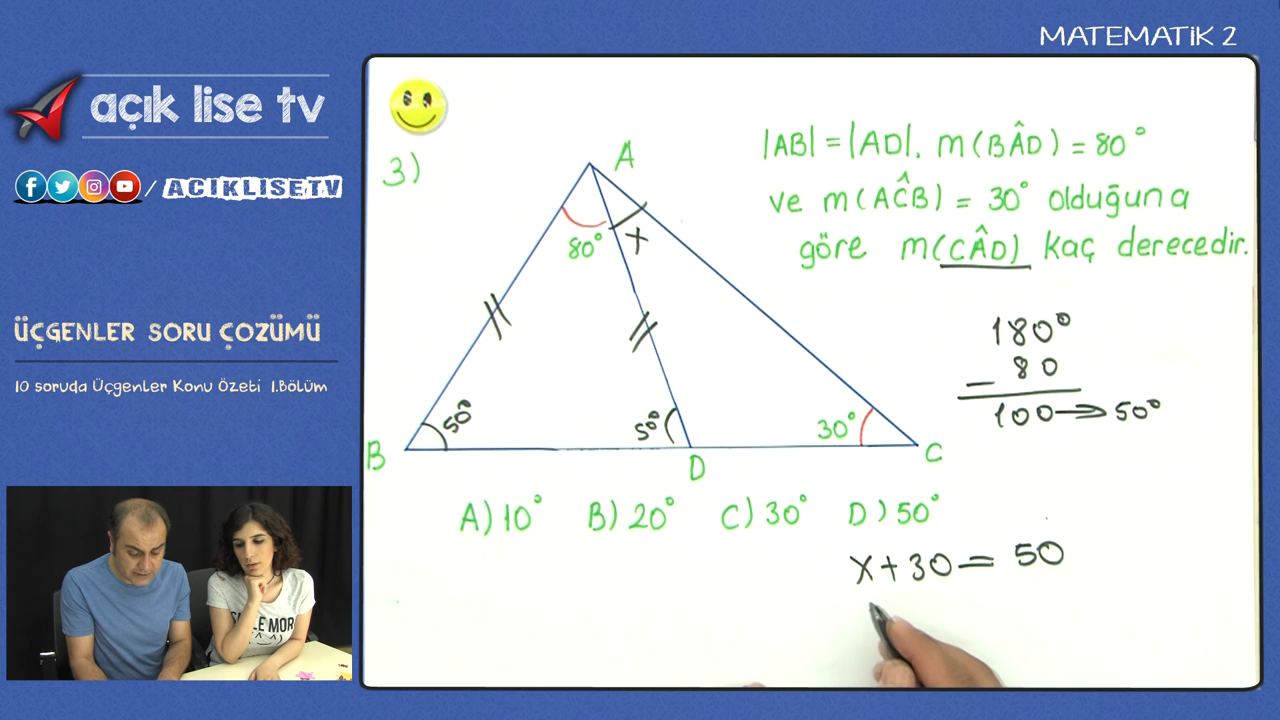 MATEMATİK 2
açık lise tv
/ ACIKLISETV
ÜÇGENLER SORU ÇOZÜMÜ
10 soruda Üçgenler Konu Özeti 1.Bölüm
3)
|AB| = |AD|, m(BÂD) = 80°
ve m(AĈB) = 30° olduğuna
göre m(CÂD) kaç derecedir.
A
80°
x
50°
50°
30°
B
D
C
180°
- 80
100 → 50°
A) 10° B) 20° C) 30° D) 50°
x + 30 = 50